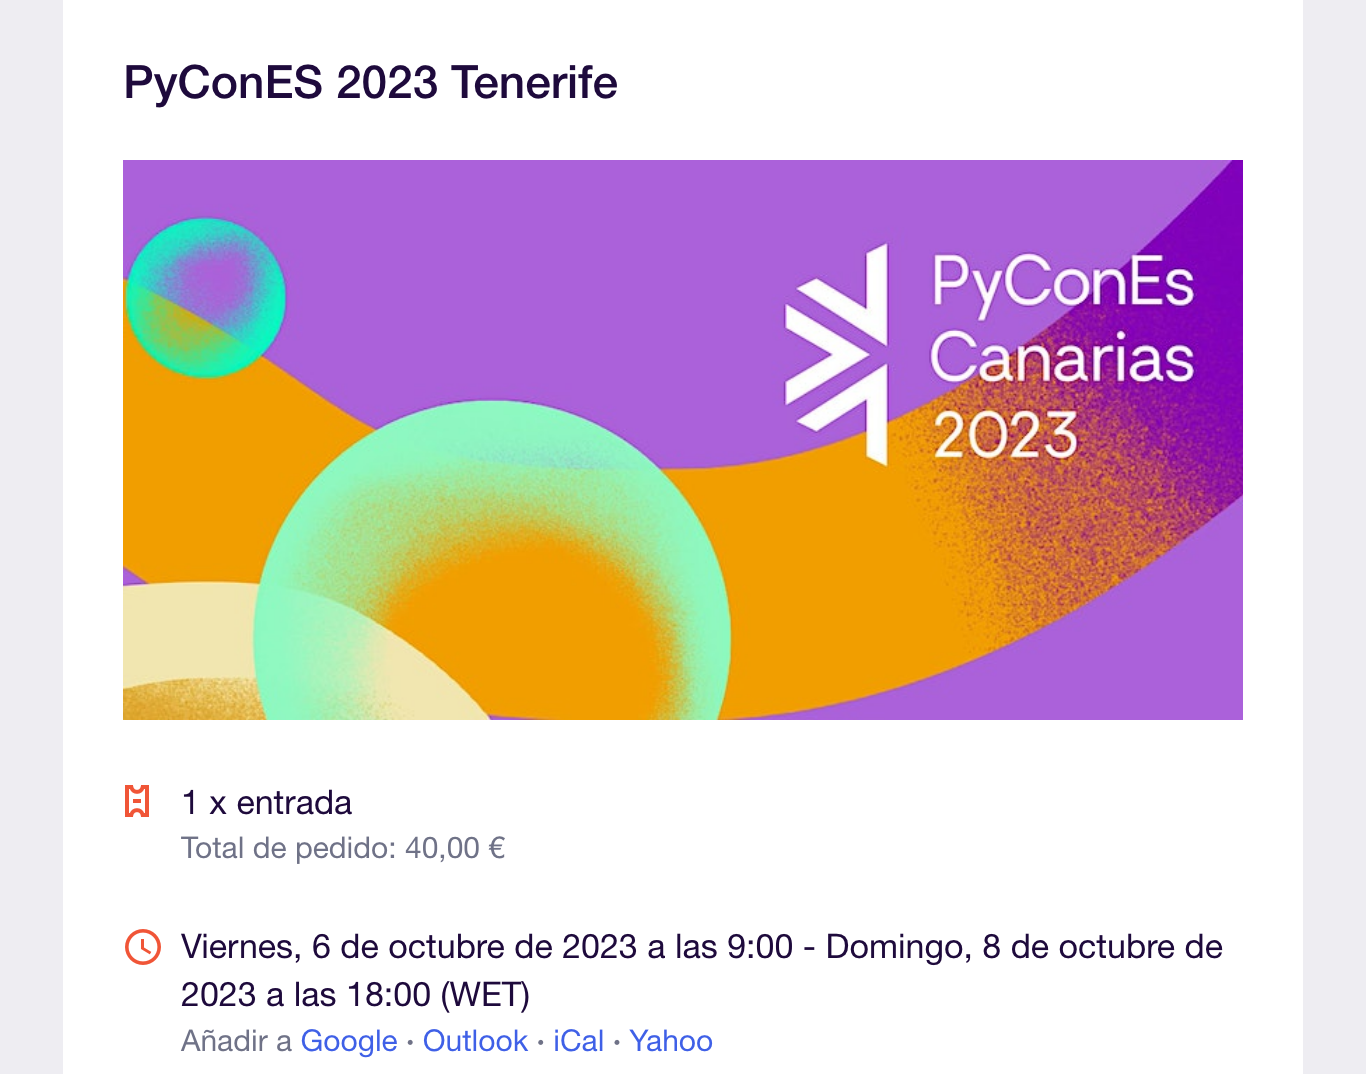 PyConES 2023 Tenerife
PyConEs
Canarias
2023
1 x entrada
Total de pedido: 40,00 €
Viernes, 6 de octubre de 2023 a las 9:00 - Domingo, 8 de octubre de
2023 a las 18:00 (WET)
Añadir a Google · Outlook · iCal · Yahoo